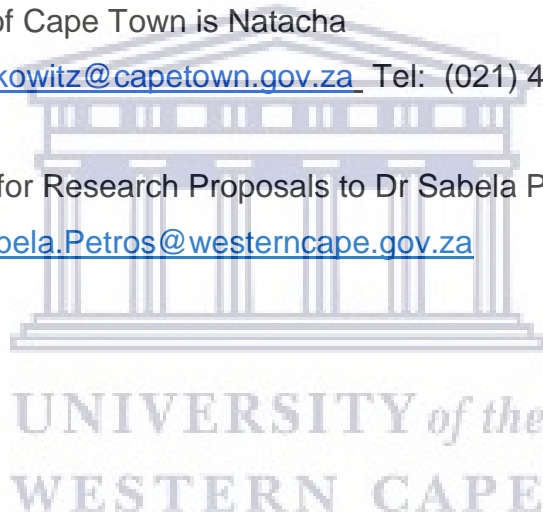 of Cape Town is Natacha
kowitz@capetown.gov.za Tel: (021) 4
for Research Proposals to Dr Sabela P
bela.Petros@westerncape.gov.za
UNIVERSITY of the
WESTERN CAPE